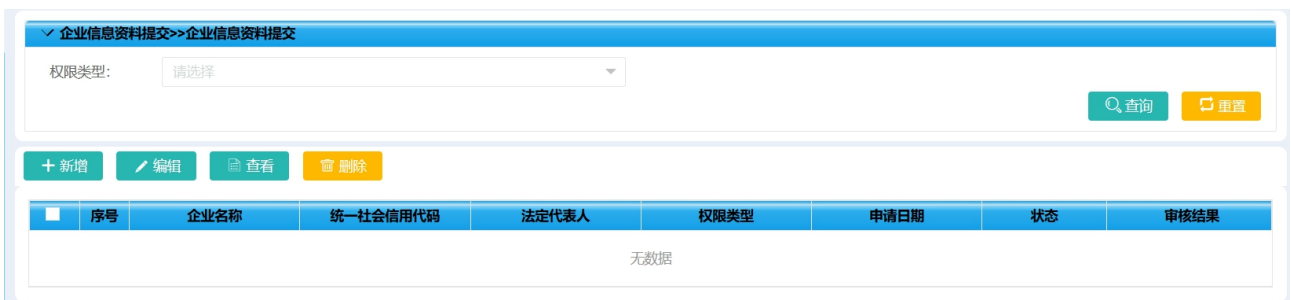 企业信息资料提交>>企业信息资料提交
权限类型: 请选择
查询 重置
新增 编辑 查看 删除
序号 企业名称 统一社会信用代码 法定代表人 权限类型 申请日期 状态 审核结果
无数据